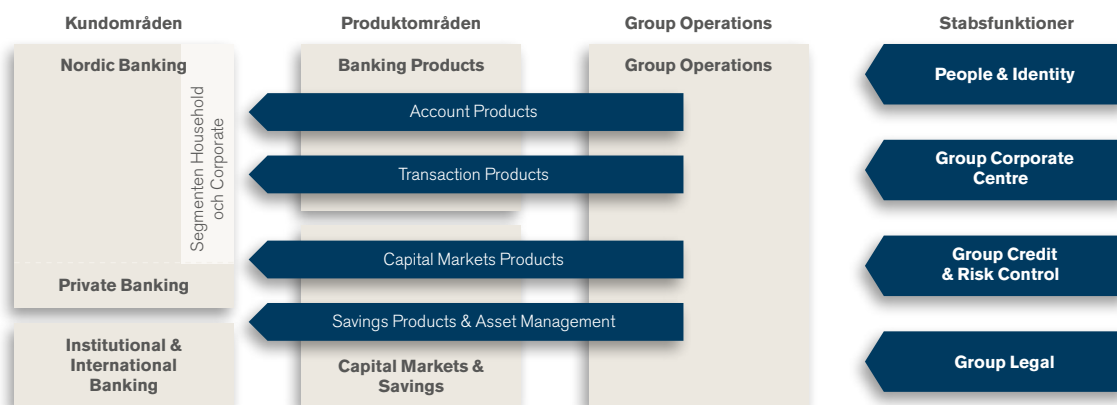 Kundområden
Nordic Banking
Segmenten Household
och Corporate
Private Banking
Institutional &
International
Banking
Produktområden
Banking Products
Account Products
Transaction Products
Capital Markets Products
Savings Products & Asset Management
Capital Markets &
Savings
Group Operations
Group Operations
Stabsfunktioner
People & Identity
Group Corporate
Centre
Group Credit
& Risk Control
Group Legal